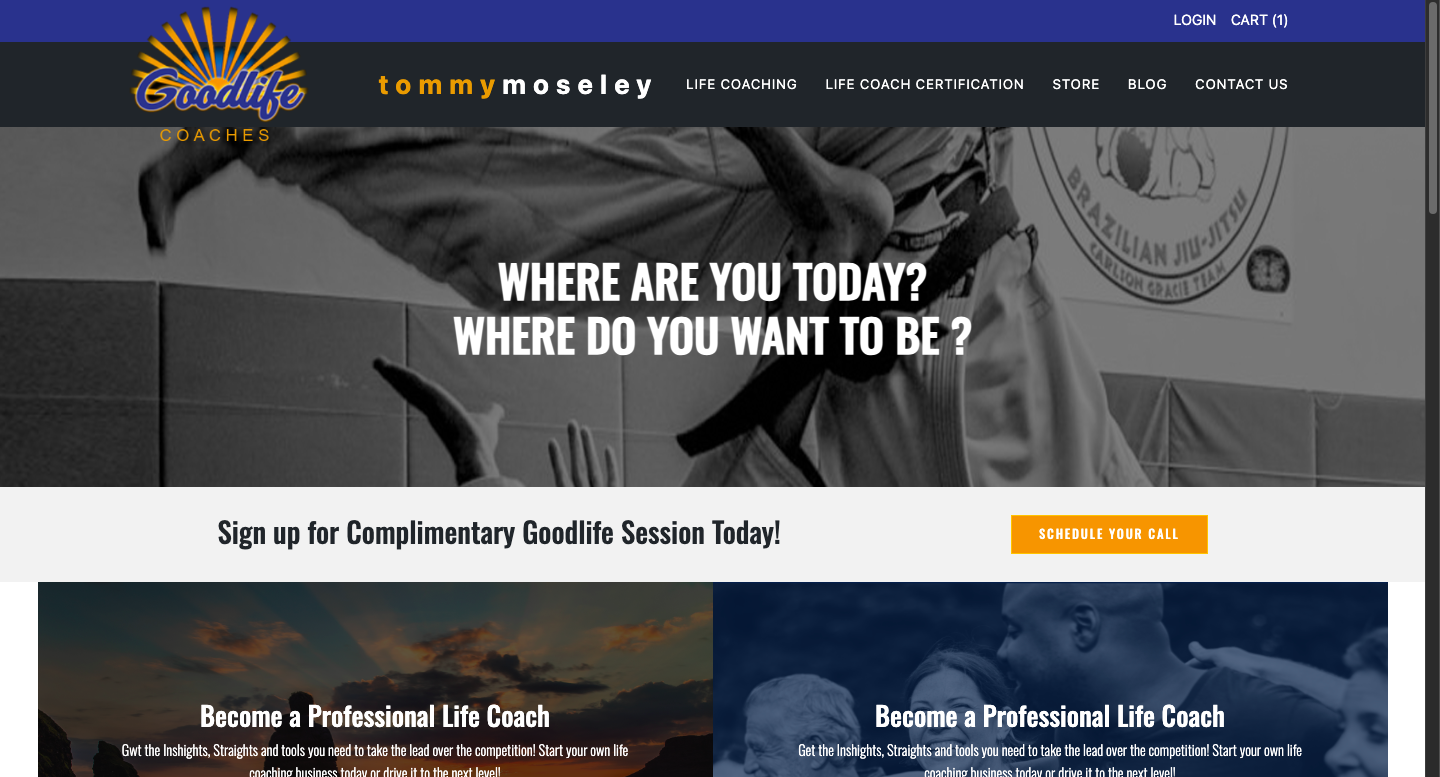 LOGIN CART (1)
Goodlife
COACHES
tommymoseley
LIFE COACHING LIFE COACH CERTIFICATION STORE BLOG CONTACT US
BRAZILIAN JIU-JITSU
CARLSON GRACIE TEAM
WHERE ARE YOU TODAY?
WHERE DO YOU WANT TO BE ?
Sign up for Complimentary Goodlife Session Today!
SCHEDULE YOUR CALL
Become a Professional Life Coach
Gwt the Inshights, Straights and tools you need to take the lead over the competition! Start your own life
coaching business today or drive it to the next level!
Become a Professional Life Coach
Get the Inshights, Straights and tools you need to take the lead over the competition! Start your own life
coaching business today or drive it to the next level!